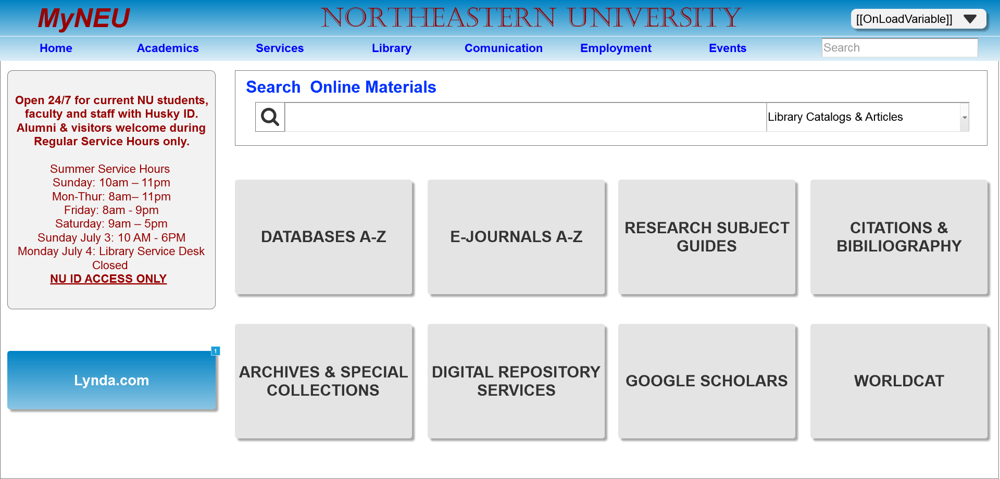 MyNEU
NORTHEASTERN UNIVERSITY
[[OnLoadVariable]]
Home
Academics
Services
Library
Comunication
Employment
Events
Search
Open 24/7 for current NU students,
faculty and staff with Husky ID.
Alumni & visitors welcome during
Regular Service Hours only.
Summer Service Hours
Sunday: 10am – 11pm
Mon-Thur: 8am– 11pm
Friday: 8am - 9pm
Saturday: 9am – 5pm
Sunday July 3: 10 AM - 6PM
Monday July 4: Library Service Desk
Closed
NU ID ACCESS ONLY
Search  Online Materials
Library Catalogs & Articles
DATABASES A-Z
E-JOURNALS A-Z
RESEARCH SUBJECT
GUIDES
CITATIONS &
BIBILIOGRAPHY
1
Lynda.com
ARCHIVES & SPECIAL
COLLECTIONS
DIGITAL REPOSITORY
SERVICES
GOOGLE SCHOLARS
WORLDCAT